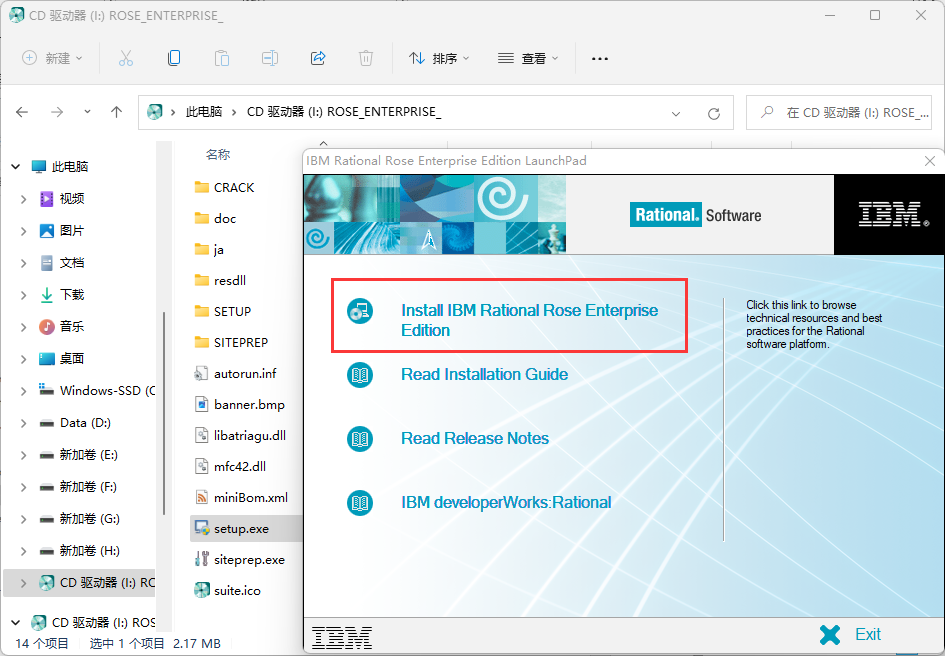 CD 驱动器 (I:) ROSE_ENTERPRISE_
新建
排序
查看
此电脑
CD 驱动器 (I:) ROSE_ENTERPRISE_
在 CD 驱动器 (I:) ROSE_...
此电脑
视频
图片
文档
下载
音乐
桌面
Windows-SSD (C
Data (D:)
新加卷 (E:)
新加卷 (F:)
新加卷 (G:)
新加卷 (H:)
CD 驱动器 (I:) RO
CD 驱动器 (I:) ROS
名称
CRACK
doc
ja
resdll
SETUP
SITEPREP
autorun.inf
banner.bmp
libatriagu.dll
mfc42.dll
miniBom.xml
setup.exe
siteprep.exe
suite.ico
14 个项目 选中 1 个项目 2.17 MB
IBM Rational Rose Enterprise Edition LaunchPad
Rational. Software
IBM.
Install IBM Rational Rose Enterprise
Edition
Read Installation Guide
Read Release Notes
IBM developerWorks:Rational
Click this link to browse
technical resources and best
practices for the Rational
software platform.
IBM
Exit